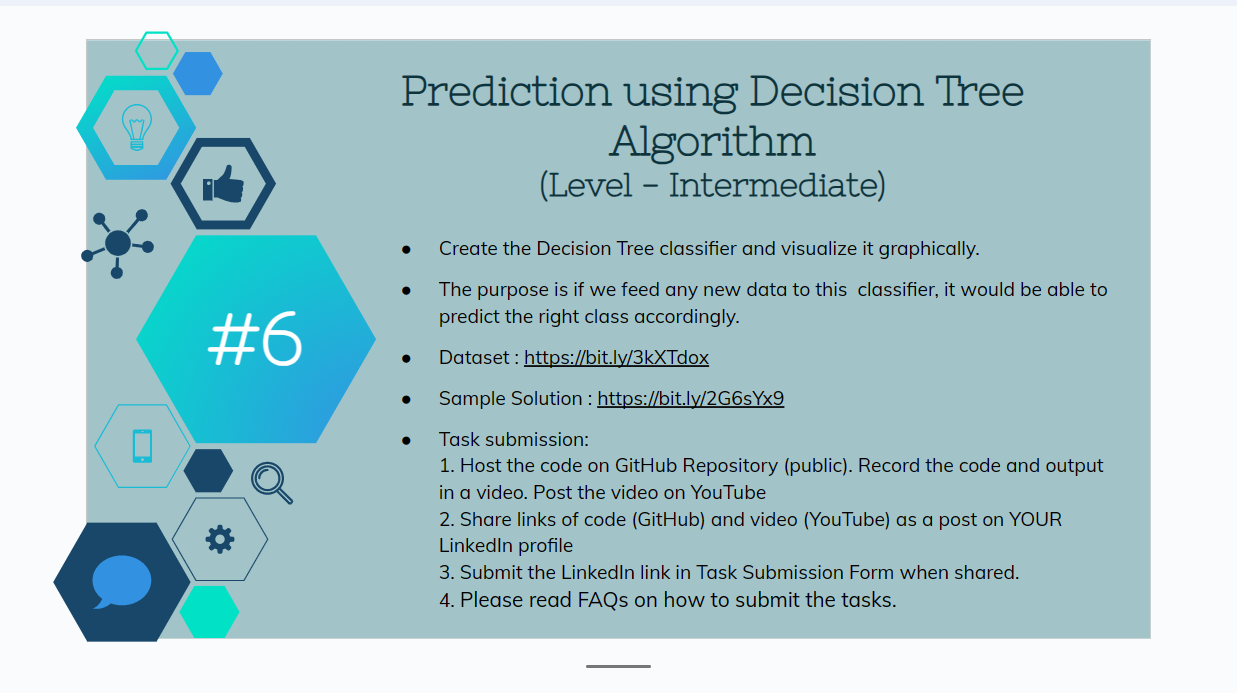 Prediction using Decision Tree
Algorithm
(Level - Intermediate)
#6
● Create the Decision Tree classifier and visualize it graphically.
● The purpose is if we feed any new data to this  classifier, it would be able to
predict the right class accordingly.
● Dataset : https://bit.ly/3kXTdox
● Sample Solution : https://bit.ly/2G6sYx9
● Task submission:
1. Host the code on GitHub Repository (public). Record the code and output
in a video. Post the video on YouTube
2. Share links of code (GitHub) and video (YouTube) as a post on YOUR
LinkedIn profile
3. Submit the LinkedIn link in Task Submission Form when shared.
4. Please read FAQs on how to submit the tasks.